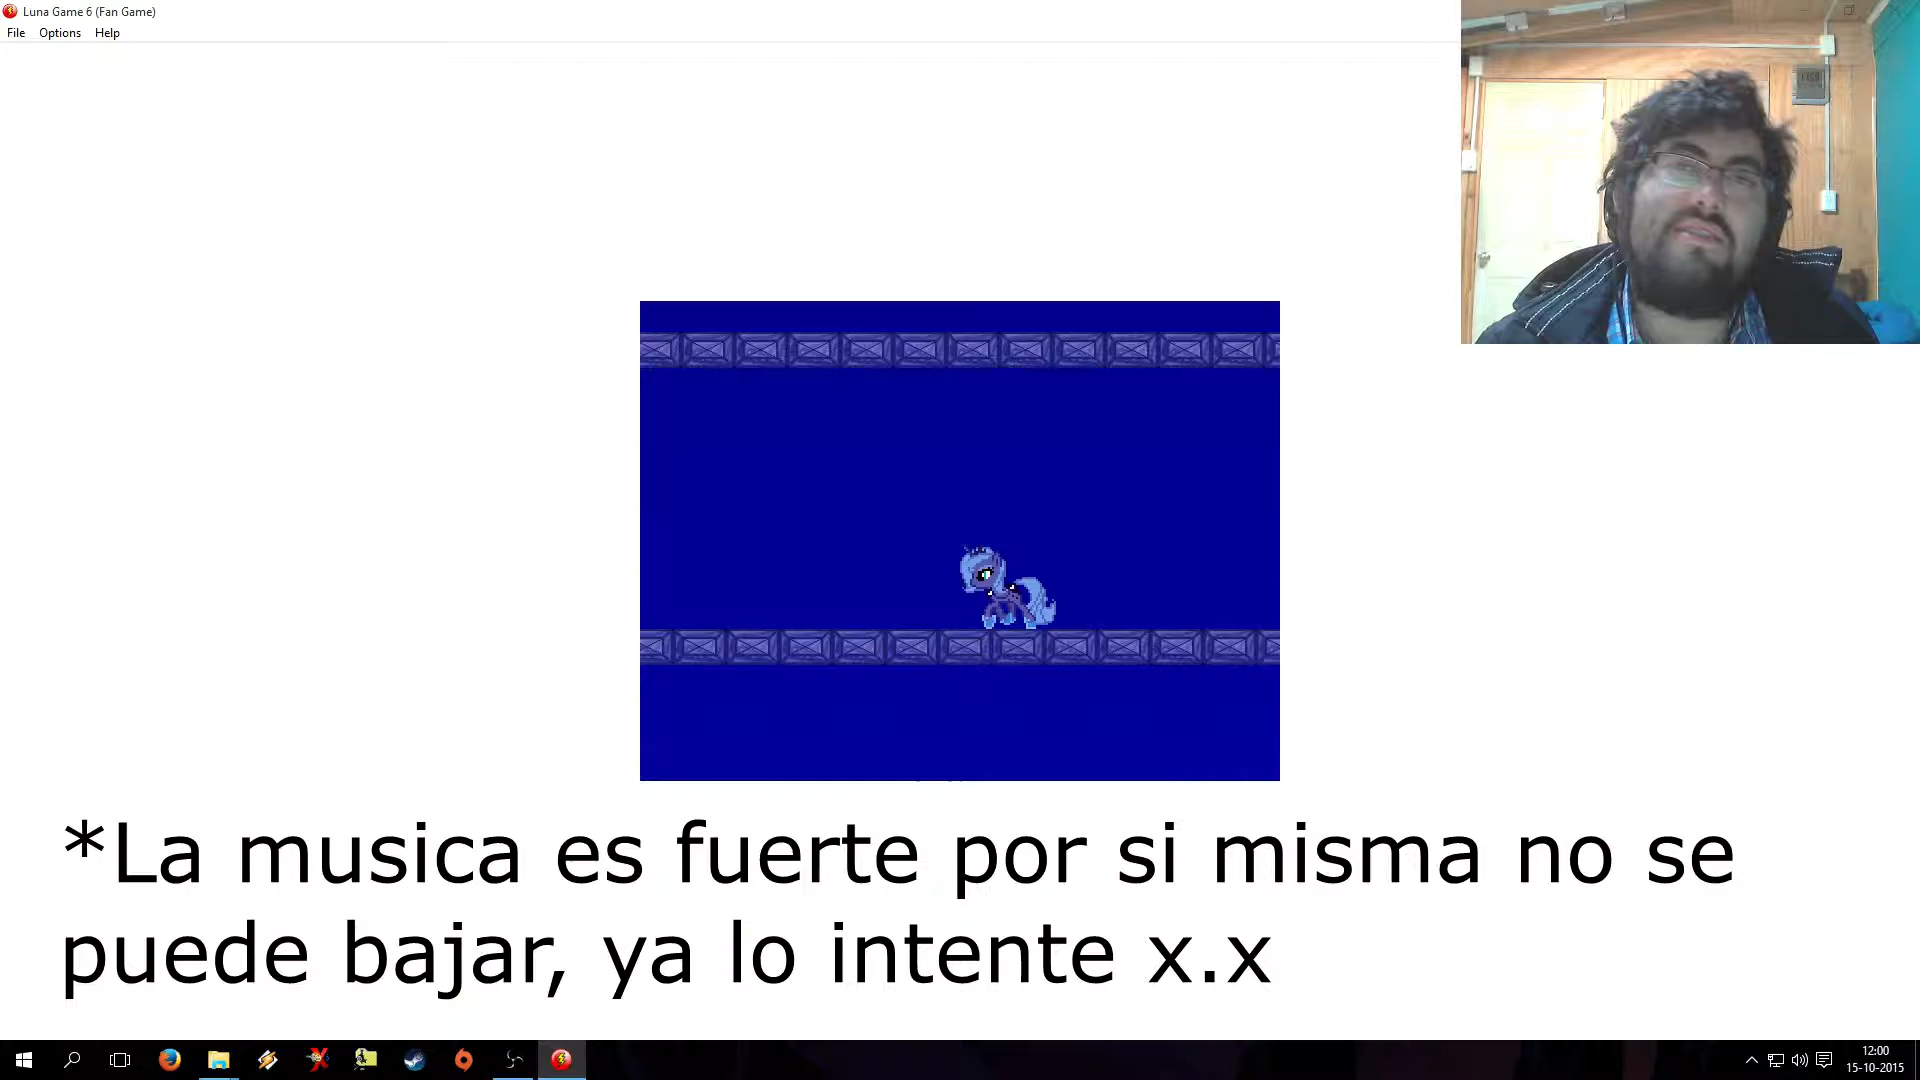 Luna Game 6 (Fan Game)
File Options Help
*La musica es fuerte por si misma no se
puede bajar, ya lo intente x.x
12:00
15-10-2015